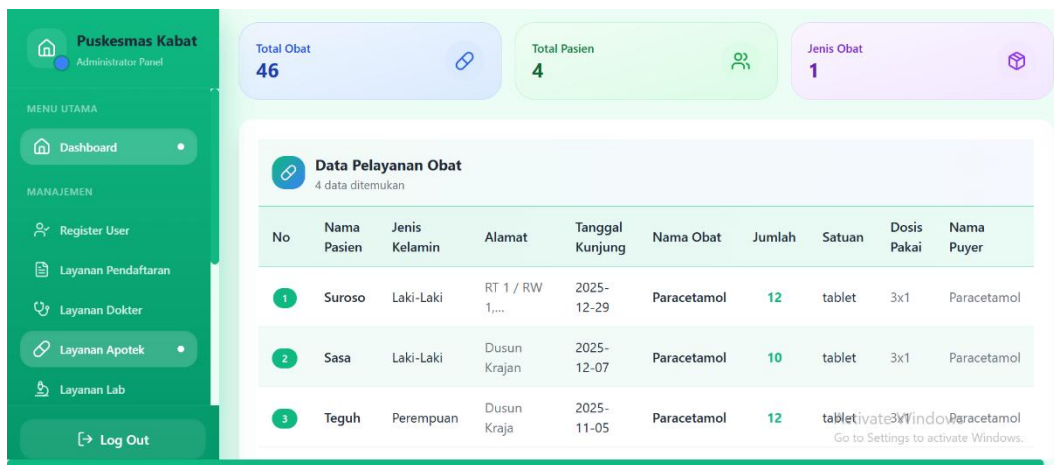 Puskesmas Kabat
Administrator Panel
MENU UTAMA
Dashboard
MANAJEMEN
Register User
Layanan Pendaftaran
Layanan Dokter
Layanan Apotek
Layanan Lab
Log Out
Total Obat
46
Total Pasien
4
Jenis Obat
1
Data Pelayanan Obat
4 data ditemukan
No Nama Pasien Jenis Kelamin Alamat Tanggal Kunjung Nama Obat Jumlah Satuan Dosis Pakai Nama Puyer
1 Suroso Laki-Laki RT 1 / RW 1,... 2025-12-29 Paracetamol 12 tablet 3x1 Paracetamol
2 Sasa Laki-Laki Dusun Krajan 2025-12-07 Paracetamol 10 tablet 3x1 Paracetamol
3 Teguh Perempuan Dusun Kraja 2025-11-05 Paracetamol 12 tablet 3x1 Paracetamol
Activate Windows
Go to Settings to activate Windows.